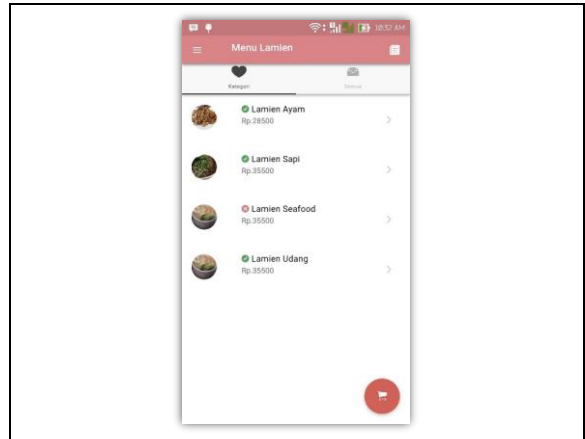 10:52 AM
Menu Lamien
Kategori
Semua
Lamien Ayam
Rp.28500
Lamien Sapi
Rp.35500
Lamien Seafood
Rp.35500
Lamien Udang
Rp.35500